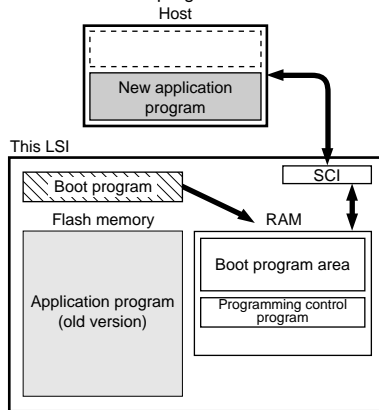 Host
New application
program
This LSI
SCI
Boot program
Flash memory
RAM
Boot program area
Application program
(old version)
Programming control
program